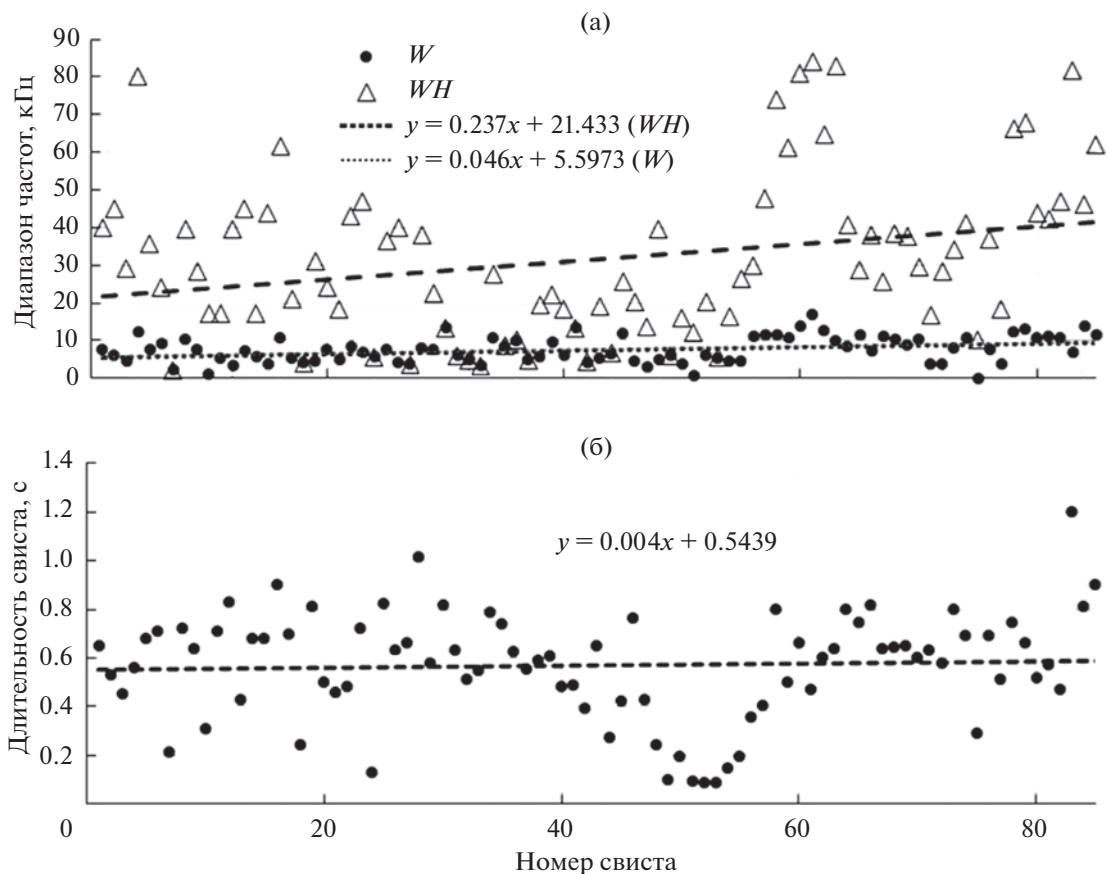 (а)
90
80
70
60
50
40
30
20
10
0
Диапазон частот, кГц
W
WH
y = 0.237x + 21.433 (WH)
y = 0.046x + 5.5973 (W)
(б)
1.4
1.2
1.0
0.8
0.6
0.4
0.2
Длительность свиста, с
y = 0.004x + 0.5439
0 20 40 60 80
Номер свиста